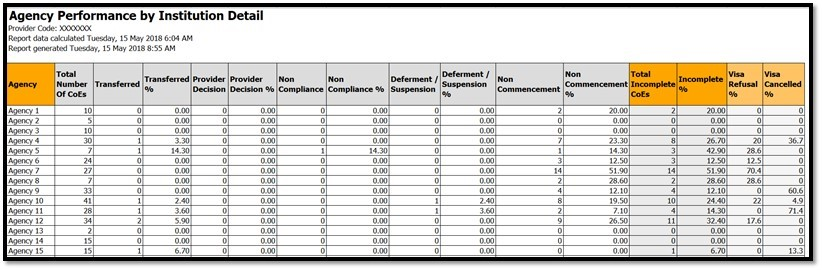 Agency Performance by Institution Detail
Provider Code: XXXXXXX
Report data calculated Tuesday, 15 May 2018 6:04 AM
Report generated Tuesday, 15 May 2018 8:55 AM
Agency Total Number Of CoEs Transferred Transferred % Provider Decision Provider Decision % Non Compliance Non Compliance % Deferment / Suspension Deferment / Suspension % Non Commencement Non Commencement % Total Incomplete CoEs Incomplete % Visa Refusal % Visa Cancelled %
Agency 1 10 0 0.00 0 0.00 0 0.00 0 0.00 2 20.00 2 20.00 0 0
Agency 2 5 0 0.00 0 0.00 0 0.00 0 0.00 0 0.00 0 0.00 0 0
Agency 3 10 0 0.00 0 0.00 0 0.00 0 0.00 0 0.00 0 0.00 0 0
Agency 4 30 1 3.30 0 0.00 0 0.00 0 0.00 7 23.30 8 26.70 20 36.7
Agency 5 7 1 14.30 0 0.00 1 14.30 0 0.00 1 14.30 3 42.90 28.6 0
Agency 6 24 0 0.00 0 0.00 0 0.00 0 0.00 3 12.50 3 12.50 12.5 0
Agency 7 27 0 0.00 0 0.00 0 0.00 0 0.00 14 51.90 14 51.90 70.4 0
Agency 8 7 0 0.00 0 0.00 0 0.00 0 0.00 2 28.60 2 28.60 28.6 0
Agency 9 33 0 0.00 0 0.00 0 0.00 0 0.00 4 12.10 4 12.10 0 60.6
Agency 10 41 1 2.40 0 0.00 0 0.00 1 2.40 8 19.50 10 24.40 22 4.9
Agency 11 28 1 3.60 0 0.00 0 0.00 1 3.60 2 7.10 4 14.30 0 71.4
Agency 12 34 2 5.90 0 0.00 0 0.00 0 0.00 9 26.50 11 32.40 17.6 0
Agency 13 2 0 0.00 0 0.00 0 0.00 0 0.00 0 0.00 0 0.00 0 0
Agency 14 15 0 0.00 0 0.00 0 0.00 0 0.00 0 0.00 0 0.00 0 0
Agency 15 15 1 6.70 0 0.00 0 0.00 0 0.00 0 0.00 1 6.70 0 13.3